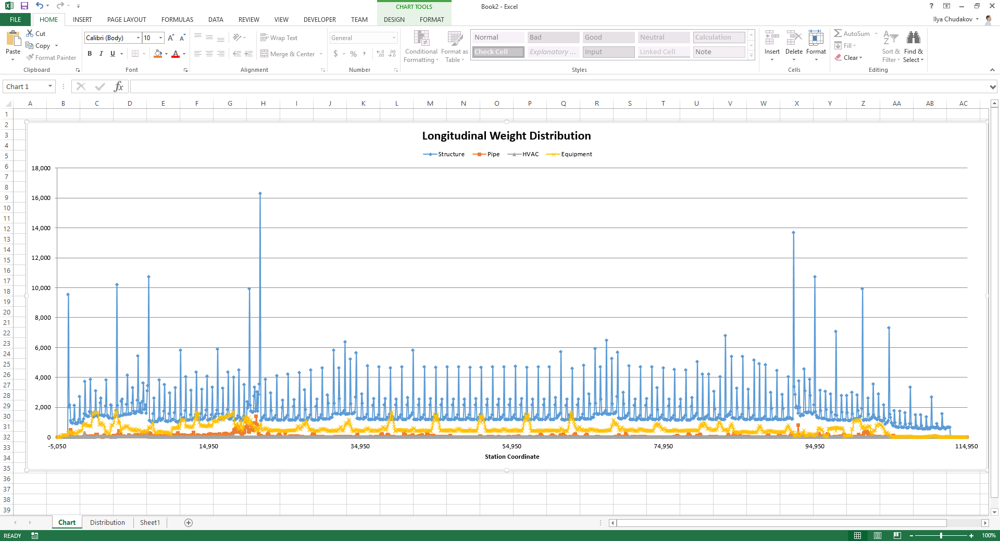 CHART TOOLS
Book2 - Excel
?
FILE HOME INSERT PAGE LAYOUT FORMULAS DATA REVIEW VIEW DEVELOPER TEAM DESIGN FORMAT
Ilya Chudakov
Paste
Cut
Copy
Format Painter
Clipboard
Calibri (Body) 10
B I U
Font
Wrap Text
Merge & Center
Alignment
General
$ % ,
Number
Conditional Formatting
Format as Table
Normal Bad Good Neutral Calculation
Check Cell Explanatory ... Input Linked Cell Note
Styles
Insert Delete Format
Cells
AutoSum
Fill
Clear
Sort & Filter
Find & Select
Editing
Chart 1
fx
A B C D E F G H I J K L M N O P Q R S T U V W X Y Z AA AB AC
1
2
3
4
5
6
7
8
9
10
11
12
13
14
15
16
17
18
19
20
21
22
23
24
25
26
27
28
29
30
31
32
33
34
35
36
37
38
39
Longitudinal Weight Distribution
Structure Pipe HVAC Equipment
18,000
16,000
14,000
12,000
10,000
8,000
6,000
4,000
2,000
0
-5,050 14,950 34,950 54,950 74,950 94,950 114,950
Station Coordinate
Chart Distribution Sheet1
READY
100%